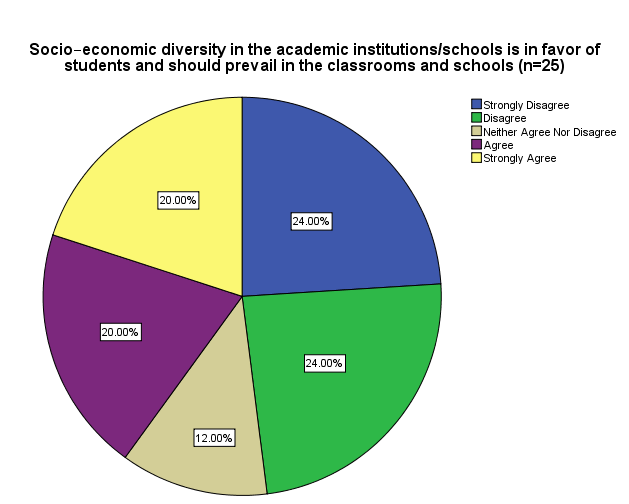 Socio-economic diversity in the academic institutions/schools is in favor of
students and should prevail in the classrooms and schools (n=25)
Strongly Disagree
Disagree
Neither Agree Nor Disagree
Agree
Strongly Agree
20.00%
24.00%
20.00%
24.00%
12.00%